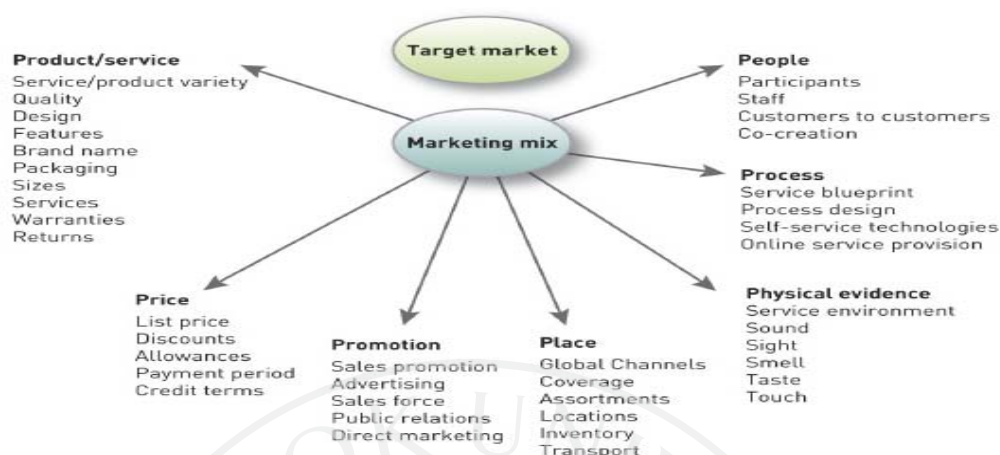 Target market
Marketing mix
Product/service
Service/product variety
Quality
Design
Features
Brand name
Packaging
Sizes
Services
Warranties
Returns
Price
List price
Discounts
Allowances
Payment period
Credit terms
Promotion
Sales promotion
Advertising
Sales force
Public relations
Direct marketing
Place
Global Channels
Coverage
Assortments
Locations
Inventory
Transport
People
Participants
Staff
Customers to customers
Co-creation
Process
Service blueprint
Process design
Self-service technologies
Online service provision
Physical evidence
Service environment
Sound
Sight
Smell
Taste
Touch